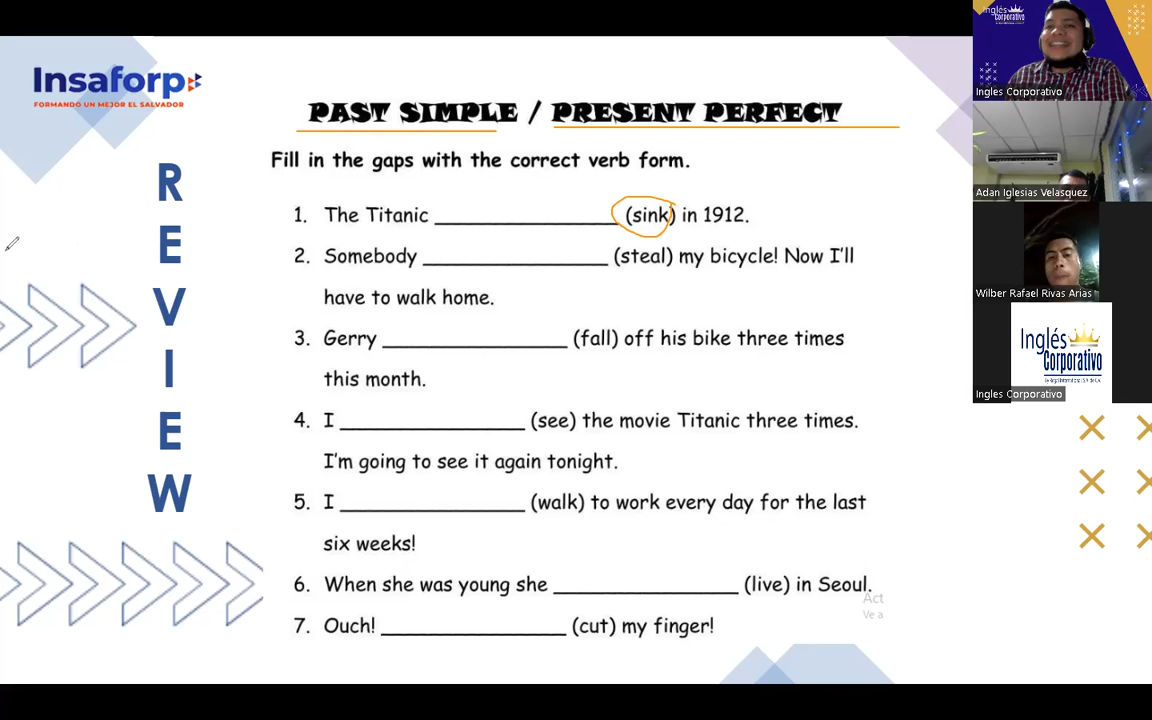 Insaforp
FORMANDO UN MEJOR EL SALVADOR
PAST SIMPLE / PRESENT PERFECT
Fill in the gaps with the correct verb form.
REVIEW
1. The Titanic ________________ (sink) in 1912.
2. Somebody ________________ (steal) my bicycle! Now I'll
have to walk home.
3. Gerry ________________ (fall) off his bike three times
this month.
4. I ________________ (see) the movie Titanic three times.
I'm going to see it again tonight.
5. I ________________ (walk) to work every day for the last
six weeks!
6. When she was young she ________________ (live) in Seoul.
7. Ouch! ________________ (cut) my finger!
Act
Ve a
Inglés
Corporativo
Ingles Corporativo
Adan Iglesias Velasquez
Wilber Rafael Rivas Arias
Inglés
Corporativo
Ingles Corporativo